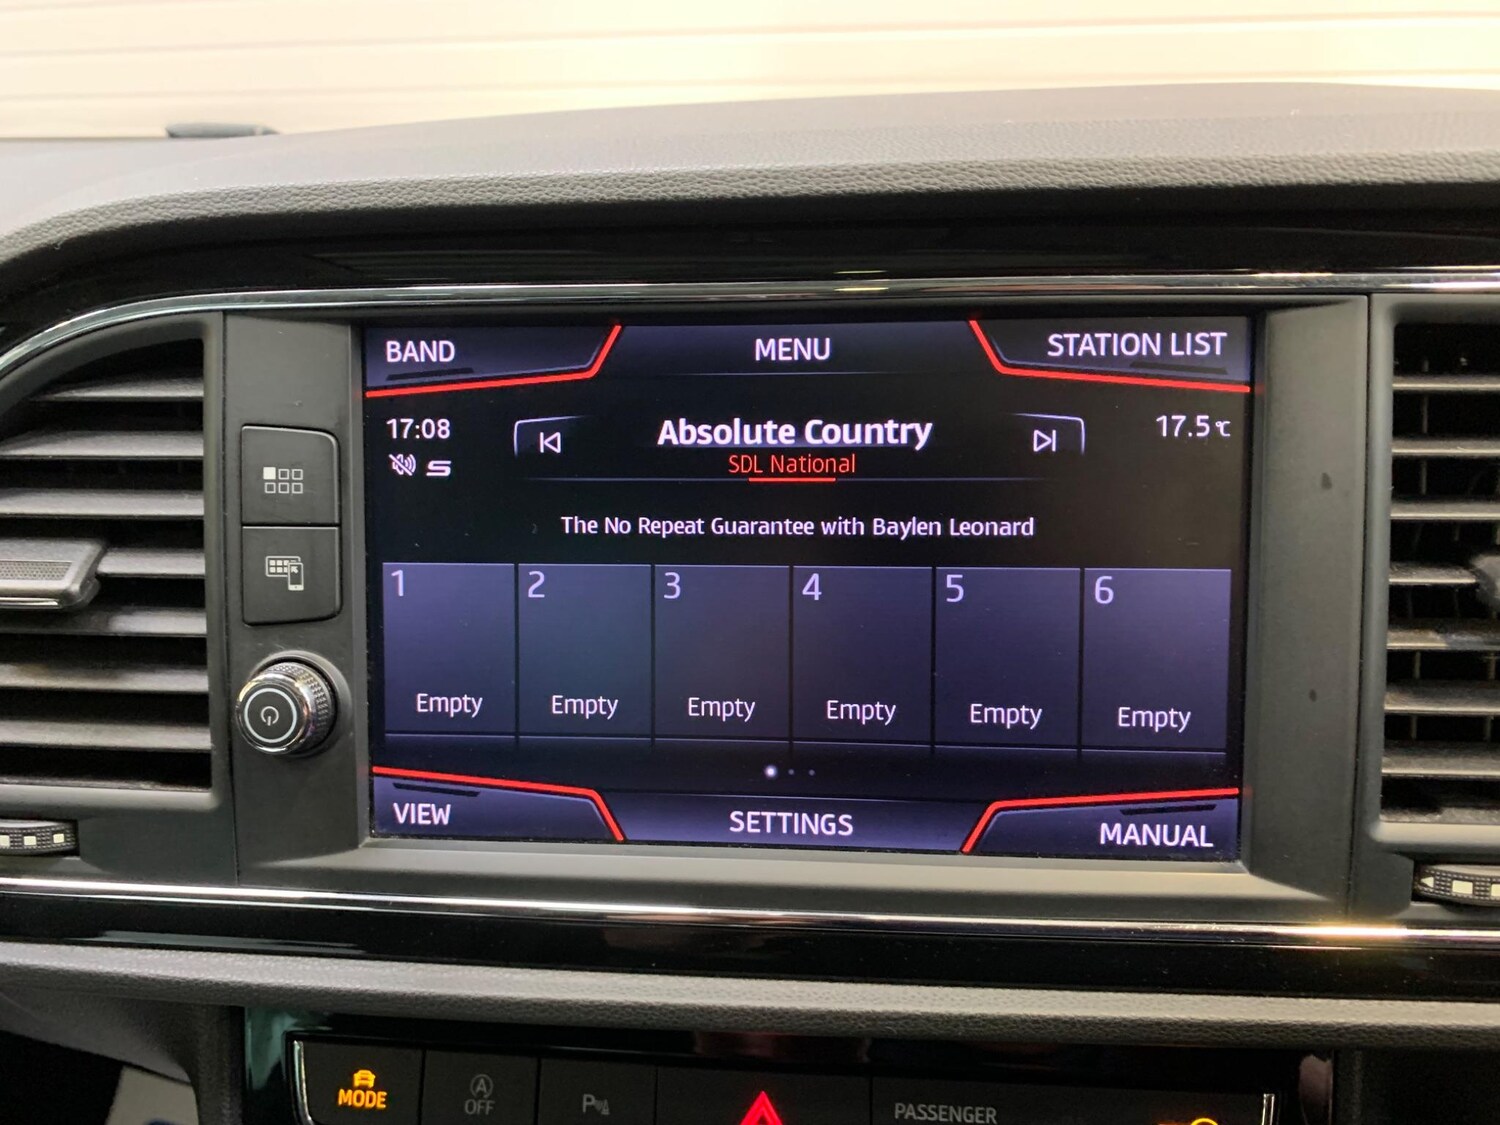 BAND
MENU
STATION LIST
17:08
Absolute Country
17.5°C
SDL National
The No Repeat Guarantee with Baylen Leonard
1
2
3
4
5
6
Empty
Empty
Empty
Empty
Empty
Empty
VIEW
SETTINGS
MANUAL
MODE
A
OFF
P
PASSENGER